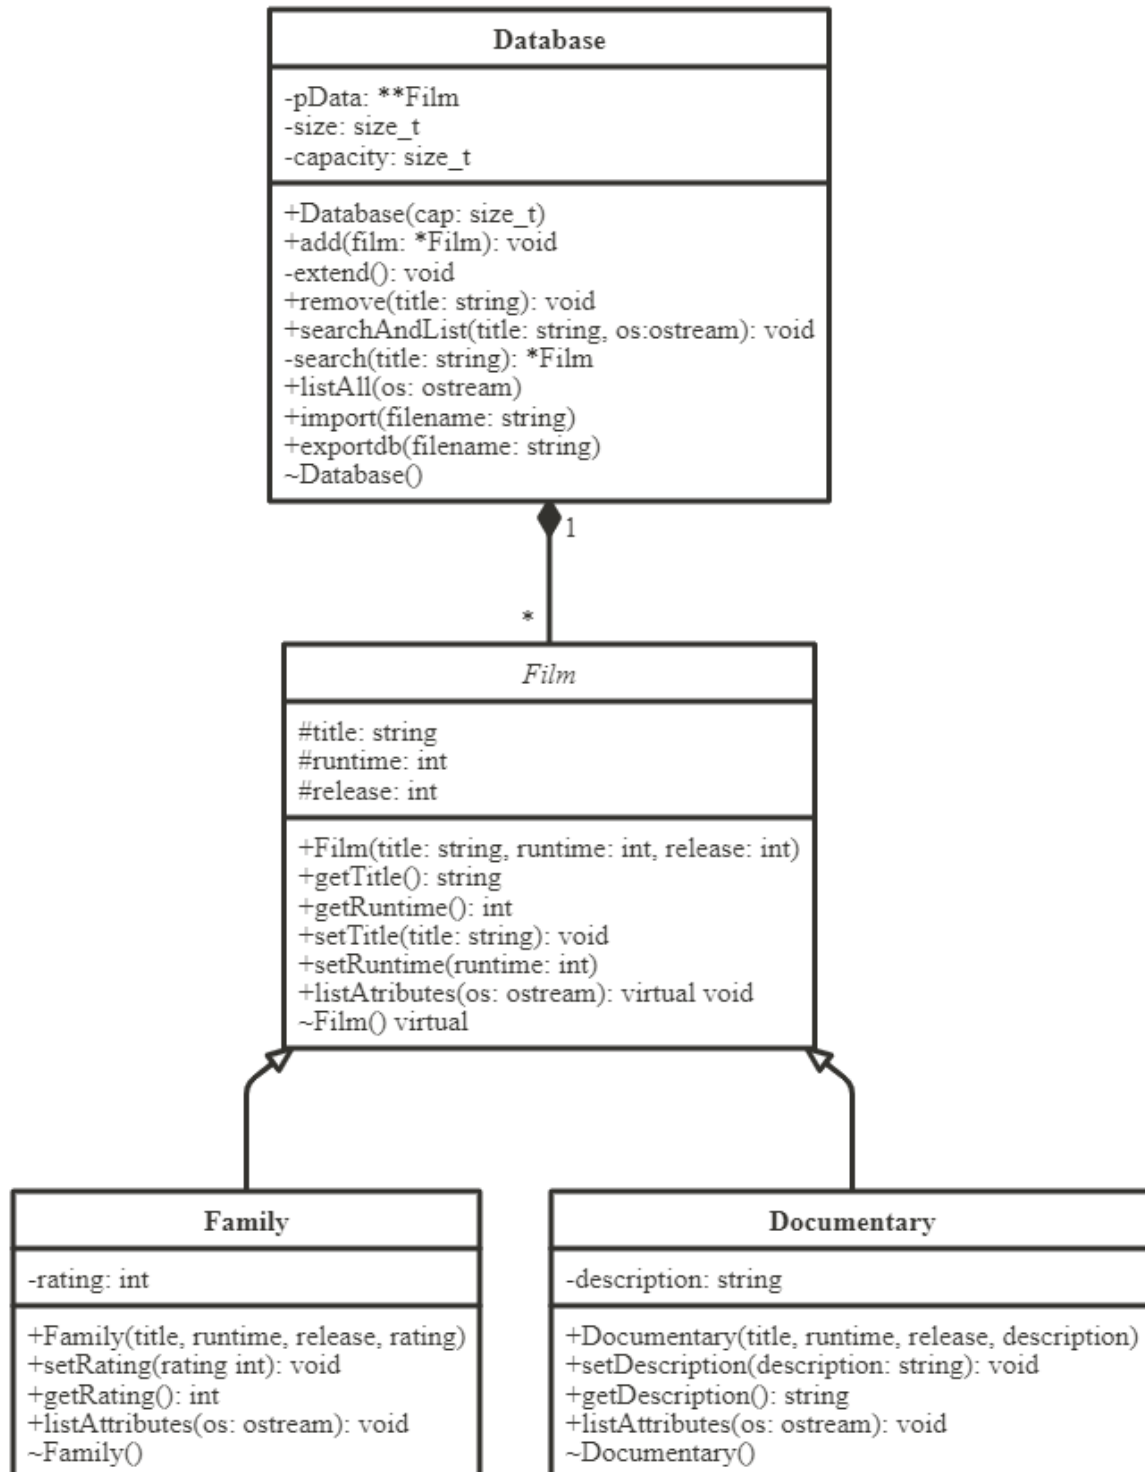 Database
-pData: **Film
-size: size_t
-capacity: size_t
+Database(cap: size_t)
+add(film: *Film): void
-extend(): void
+remove(title: string): void
+searchAndList(title: string, os:ostream): void
-search(title: string): *Film
+listAll(os: ostream)
+import(filename: string)
+exportdb(filename: string)
~Database()
1
*
Film
#title: string
#runtime: int
#release: int
+Film(title: string, runtime: int, release: int)
+getTitle(): string
+getRuntime(): int
+setTitle(title: string): void
+setRuntime(runtime: int)
+listAtributes(os: ostream): virtual void
~Film() virtual
Family
-rating: int
+Family(title, runtime, release, rating)
+setRating(rating int): void
+getRating(): int
+listAttributes(os: ostream): void
~Family()
Documentary
-description: string
+Documentary(title, runtime, release, description)
+setDescription(description: string): void
+getDescription(): string
+listAttributes(os: ostream): void
~Documentary()